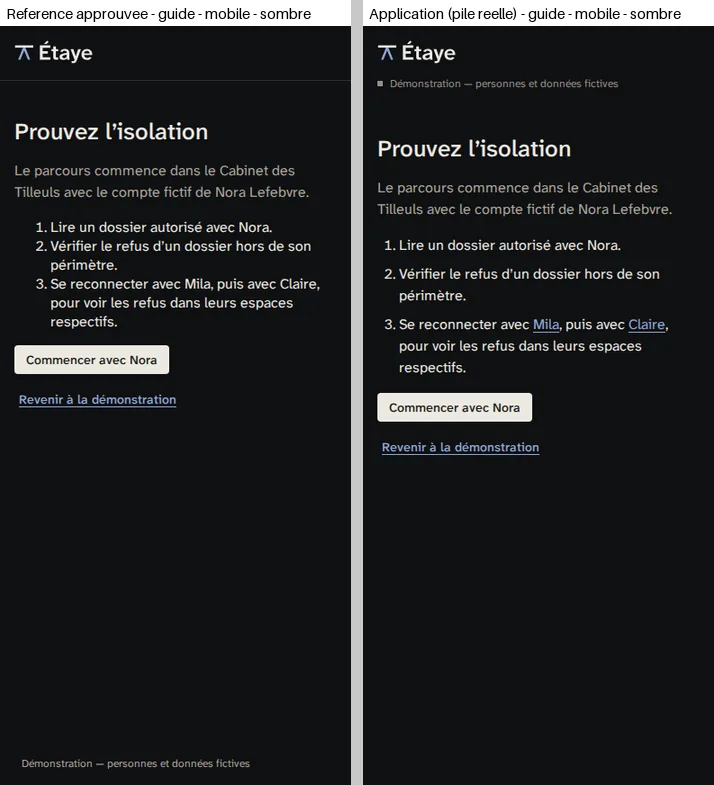 Reference approuvee - guide - mobile - sombre
Étaye
Prouvez l’isolation
Le parcours commence dans le Cabinet des
Tilleuls avec le compte fictif de Nora Lefebvre.
1. Lire un dossier autorisé avec Nora.
2. Vérifier le refus d’un dossier hors de son
périmètre.
3. Se reconnecter avec Mila, puis avec Claire,
pour voir les refus dans leurs espaces
respectifs.
Commencer avec Nora
Revenir à la démonstration
Démonstration — personnes et données fictives
Application (pile reelle) - guide - mobile - sombre
Étaye
Démonstration — personnes et données fictives
Prouvez l’isolation
Le parcours commence dans le Cabinet des
Tilleuls avec le compte fictif de Nora Lefebvre.
1. Lire un dossier autorisé avec Nora.
2. Vérifier le refus d’un dossier hors de son
périmètre.
3. Se reconnecter avec Mila, puis avec Claire,
pour voir les refus dans leurs espaces
respectifs.
Commencer avec Nora
Revenir à la démonstration